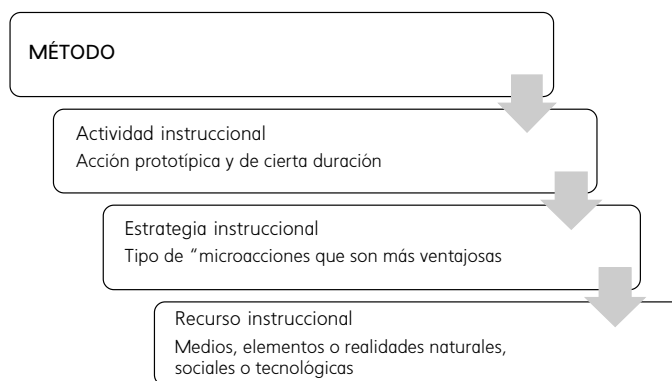 MÉTODO
Actividad instruccional
Acción prototípica y de cierta duración
Estrategia instruccional
Tipo de “microacciones que son más ventajosas
Recurso instruccional
Medios, elementos o realidades naturales,
sociales o tecnológicas